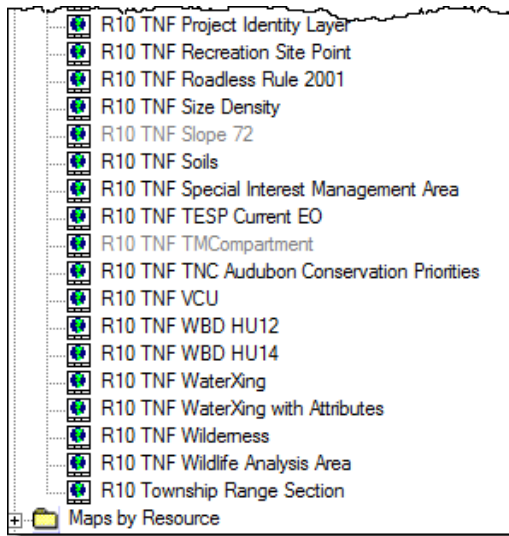 R10 TNF Project Identity Layer
R10 TNF Recreation Site Point
R10 TNF Roadless Rule 2001
R10 TNF Size Density
R10 TNF Slope 72
R10 TNF Soils
R10 TNF Special Interest Management Area
R10 TNF TESP Current EO
R10 TNF TMCompartment
R10 TNF TNC Audubon Conservation Priorities
R10 TNF VCU
R10 TNF WBD HU12
R10 TNF WBD HU14
R10 TNF WaterXing
R10 TNF WaterXing with Attributes
R10 TNF Wilderness
R10 TNF Wildlife Analysis Area
R10 Township Range Section
Maps by Resource